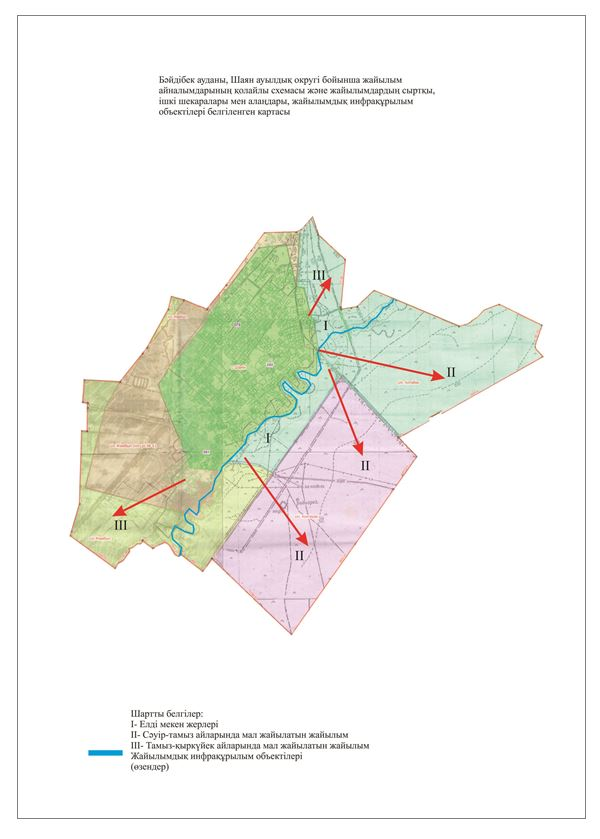 Бәйдібек ауданы, Шаян ауылдық округі бойынша жайылым
айналымдарының қолайлы схемасы және жайылымдардың сыртқы,
ішкі шекаралары мен алаңдары, жайылымдық инфрақұрылым
объектілері белгіленген картасы
III
I
II
I
II
III
II
Шартты белгілер:
I- Елді мекен жерлері
II- Сәуір-тамыз айларында мал жайылатын жайылым
III- Тамыз-қыркүйек айларында мал жайылатын жайылым
Жайылымдық инфрақұрылым объектілері
(өзендер)